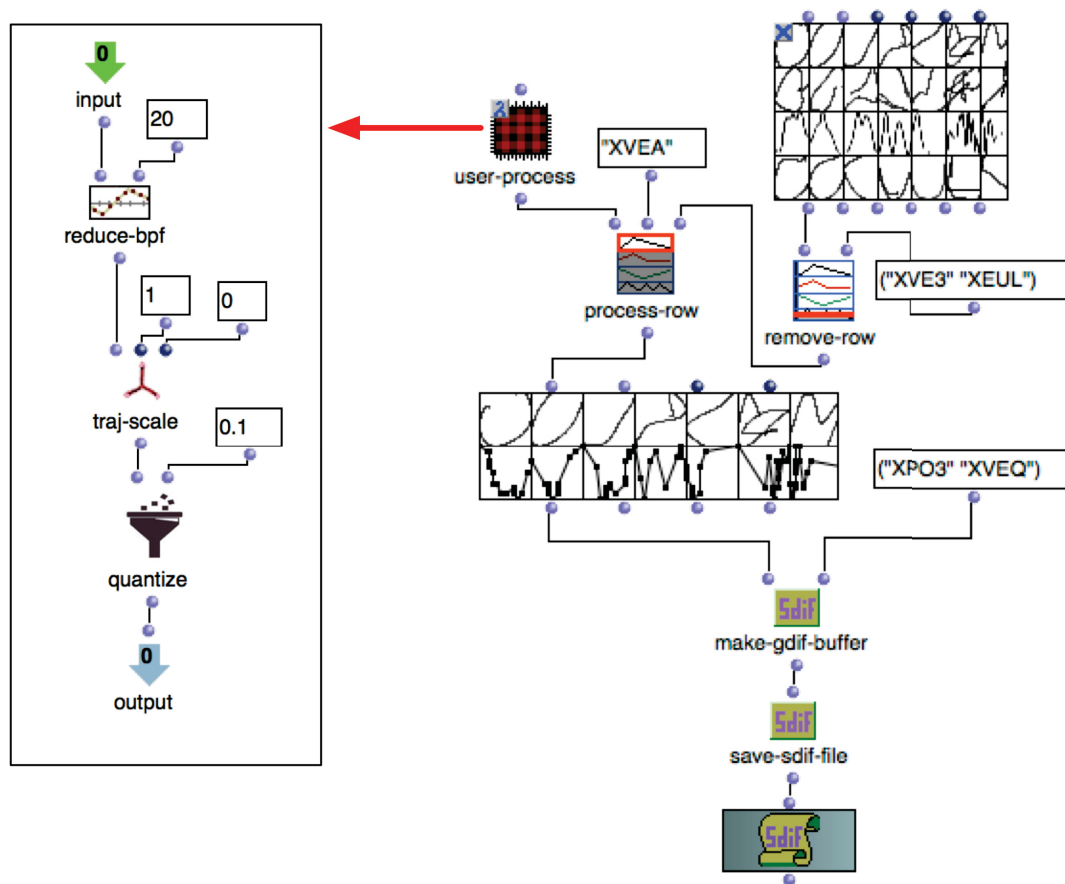 0
input
20
reduce-bpf
1
0
traj-scale
0.1
quantize
0
output
2
user-process
"XVEA"
process-row
X
remove-row
("XVE3" "XEUL")
("XPO3" "XVEQ")
Sdif
make-gdif-buffer
Sdif
save-sdif-file
Sdif